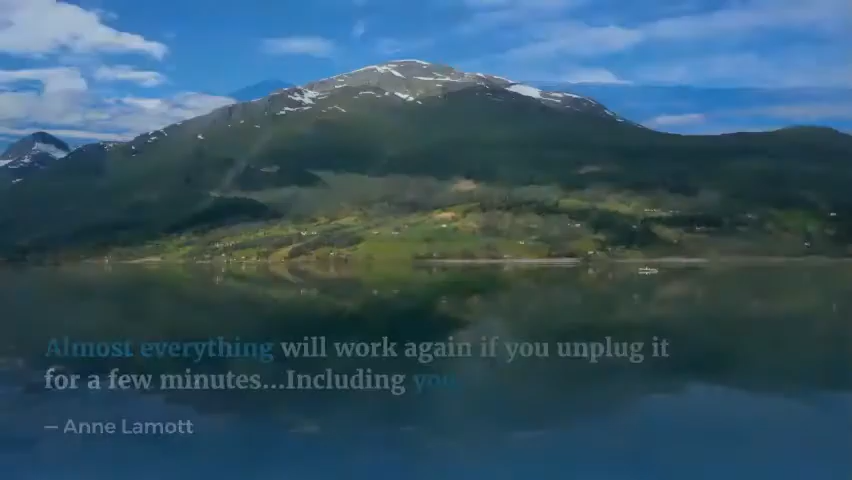 Almost everything will work again if you unplug it
for a few minutes...Including you
— Anne Lamott